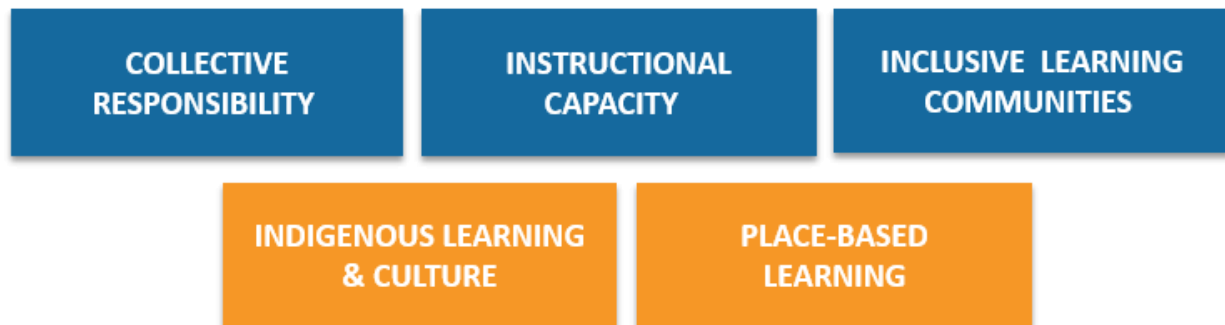 COLLECTIVE
RESPONSIBILITY
INSTRUCTIONAL
CAPACITY
INCLUSIVE LEARNING
COMMUNITIES
INDIGENOUS LEARNING
& CULTURE
PLACE-BASED
LEARNING